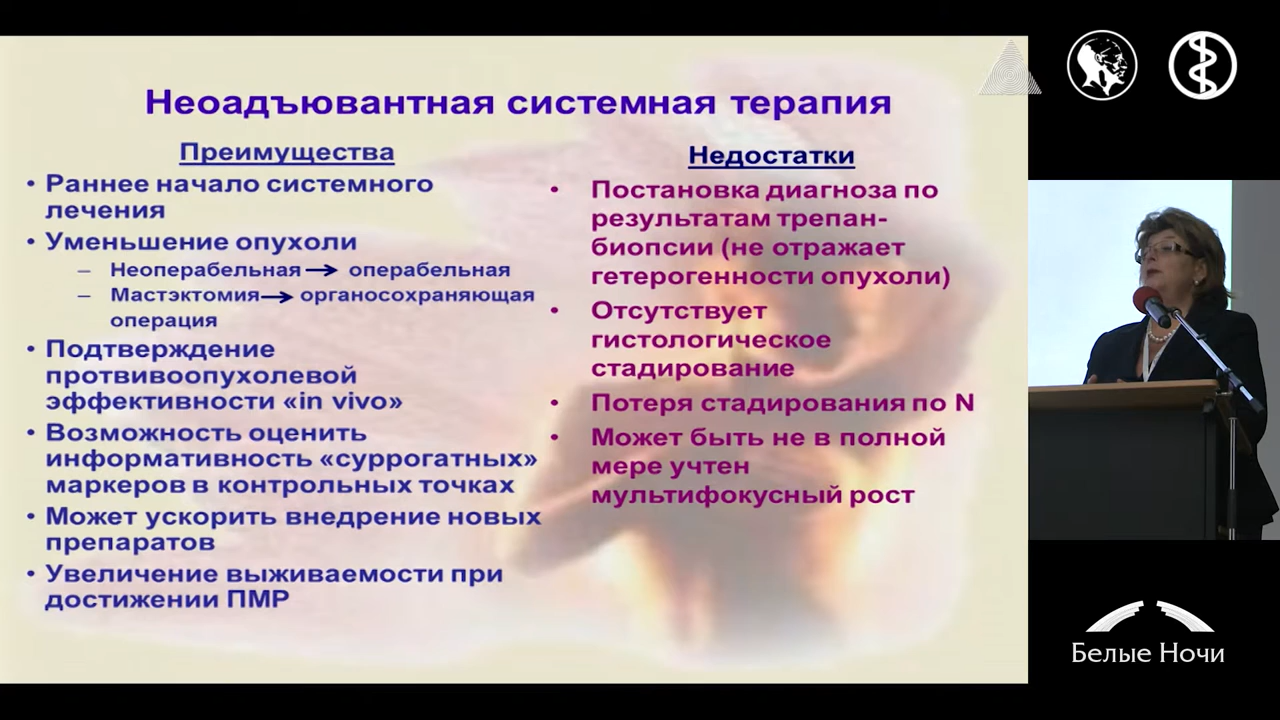 Неоадъювантная системная терапия
Преимущества
• Раннее начало системного
лечения
• Уменьшение опухоли
– Неоперабельная → операбельная
– Мастэктомия → органосохраняющая
операция
• Подтверждение
протвивоопухолевой
эффективности «in vivo»
• Возможность оценить
информативность «суррогатных»
маркеров в контрольных точках
• Может ускорить внедрение новых
препаратов
• Увеличение выживаемости при
достижении ПМР
Недостатки
• Постановка диагноза по
результатам трепан-
биопсии (не отражает
гетерогенности опухоли)
• Отсутствует
гистологическое
стадирование
• Потеря стадирования по N
• Может быть не в полной
мере учтен
мультифокусный рост
Белые Ночи